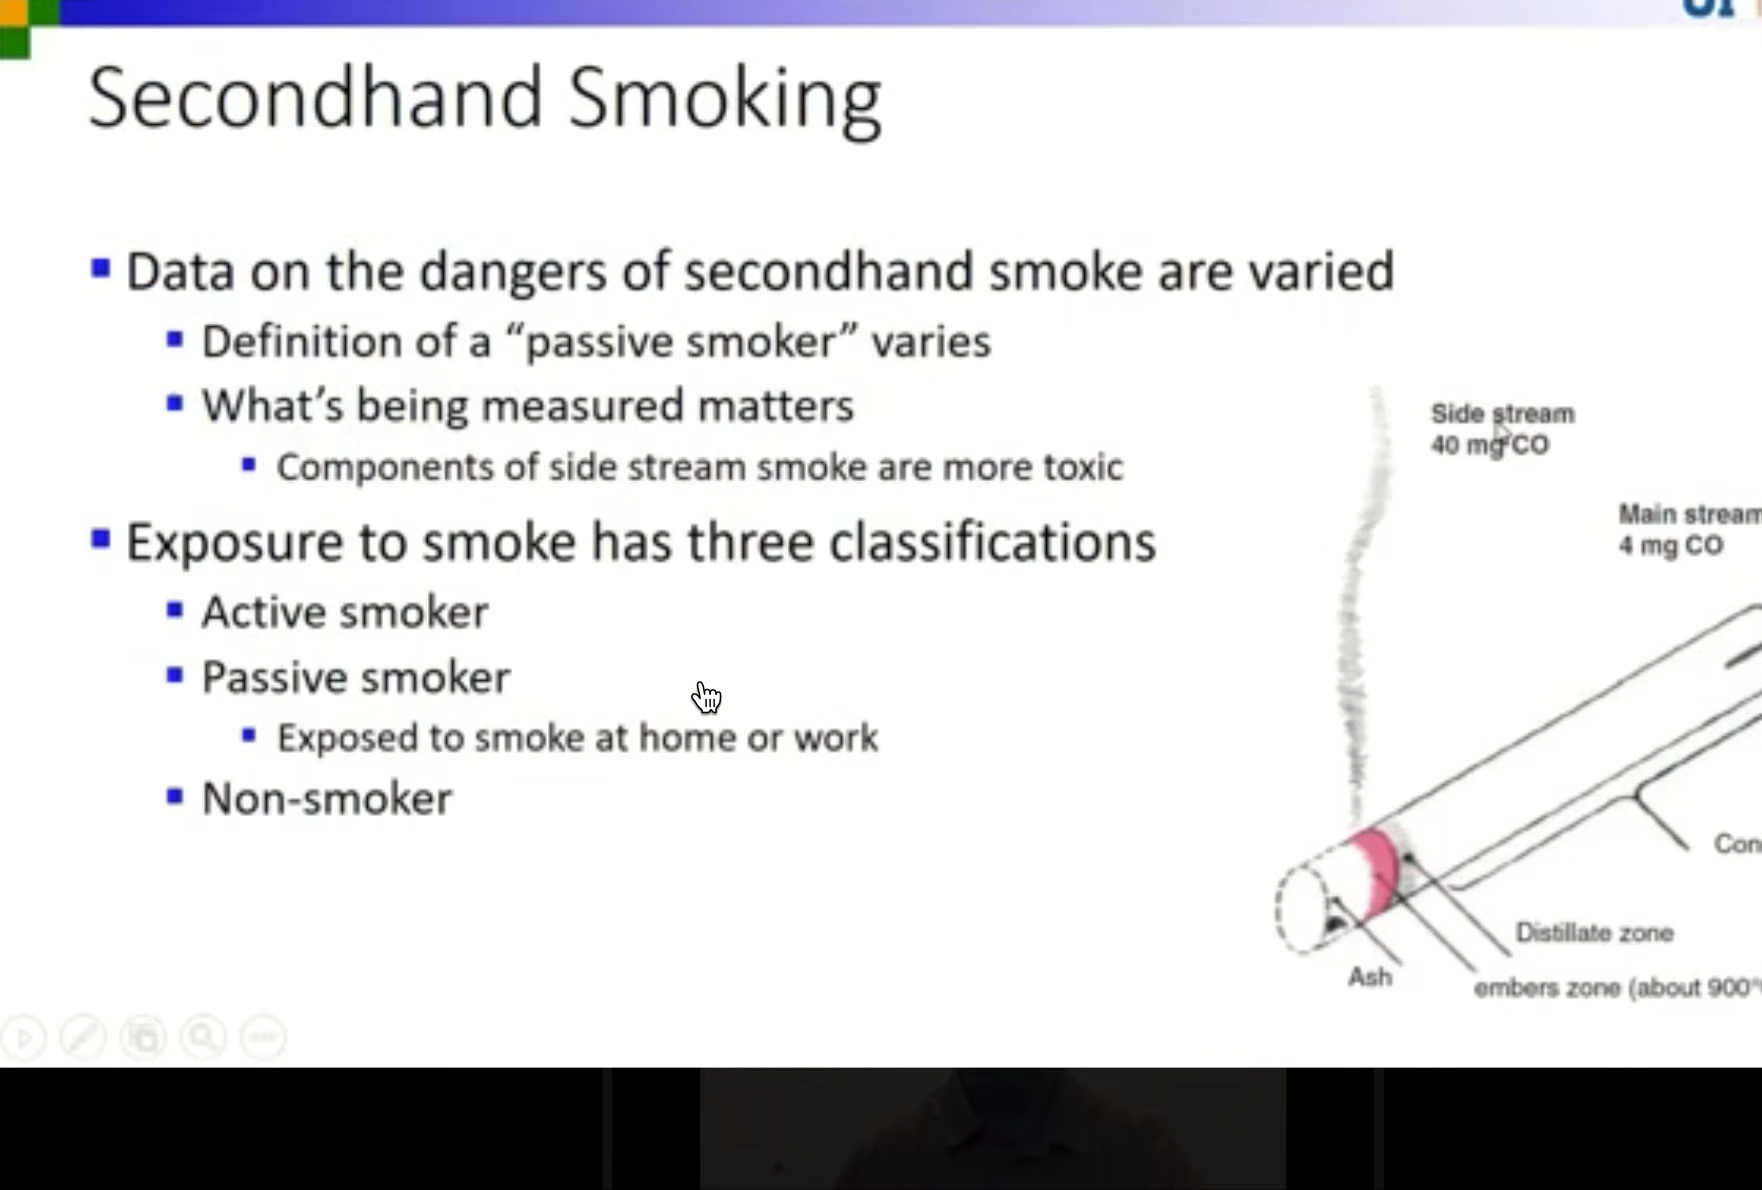 Secondhand Smoking
Data on the dangers of secondhand smoke are varied
Definition of a “passive smoker” varies
What’s being measured matters
Components of side stream smoke are more toxic
Exposure to smoke has three classifications
Active smoker
Passive smoker
Exposed to smoke at home or work
Non-smoker
Side stream
40 mg CO
Main stream
4 mg CO
Distillate zone
Ash
embers zone (about 900°